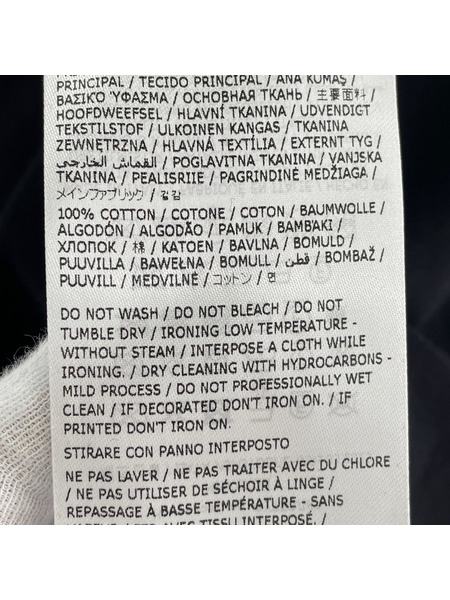 PRINCIPAL / TECIDO PRINCIPAL / ANA KUMAŞ /
ΒΑΣΙΚΌ ΎΦΑΣΜΑ / ОСНОВНАЯ ТКАНЬ / 主要面料 /
HOOFDWEEFSEL / HLAVNÍ TKANINA / UDVENDIGT
TEKSTILSTOF / ULKOINEN KANGAS / TKANINA
ZEWNĘTRZNA / HLAVNÁ TEXTÍLIA / EXTERNT TYG /
القماش الخارجي / POGLAVITNA TKANINA / VANJSKA
TKANINA / PEALISRIIE / PAGRINDINĖ MEDŽIAGA /
メインファブリック / 겉감
100% COTTON / COTONE / COTON / BAUMWOLLE /
ALGODÓN / ALGODÃO / PAMUK / ΒΑΜΒΑΚΙ /
ХЛОПОК / 棉 / KATOEN / BAVLNA / BOMULD /
PUUVILLA / BAWEŁNA / BOMULL / قطن / BOMBAŽ /
PUUVILL / MEDVILNĖ / コットン / 면
DO NOT WASH / DO NOT BLEACH / DO NOT
TUMBLE DRY / IRONING LOW TEMPERATURE -
WITHOUT STEAM / INTERPOSE A CLOTH WHILE
IRONING. / DRY CLEANING WITH HYDROCARBONS -
MILD PROCESS / DO NOT PROFESSIONALLY WET
CLEAN / IF DECORATED DON'T IRON ON. / IF
PRINTED DON'T IRON ON.
STIRARE CON PANNO INTERPOSTO
NE PAS LAVER / NE PAS TRAITER AVEC DU CHLORE
/ NE PAS UTILISER DE SÉCHOIR À LINGE /
REPASSAGE À BASSE TEMPÉRATURE - SANS
AVEC TISSU INTERPOSÉ. /